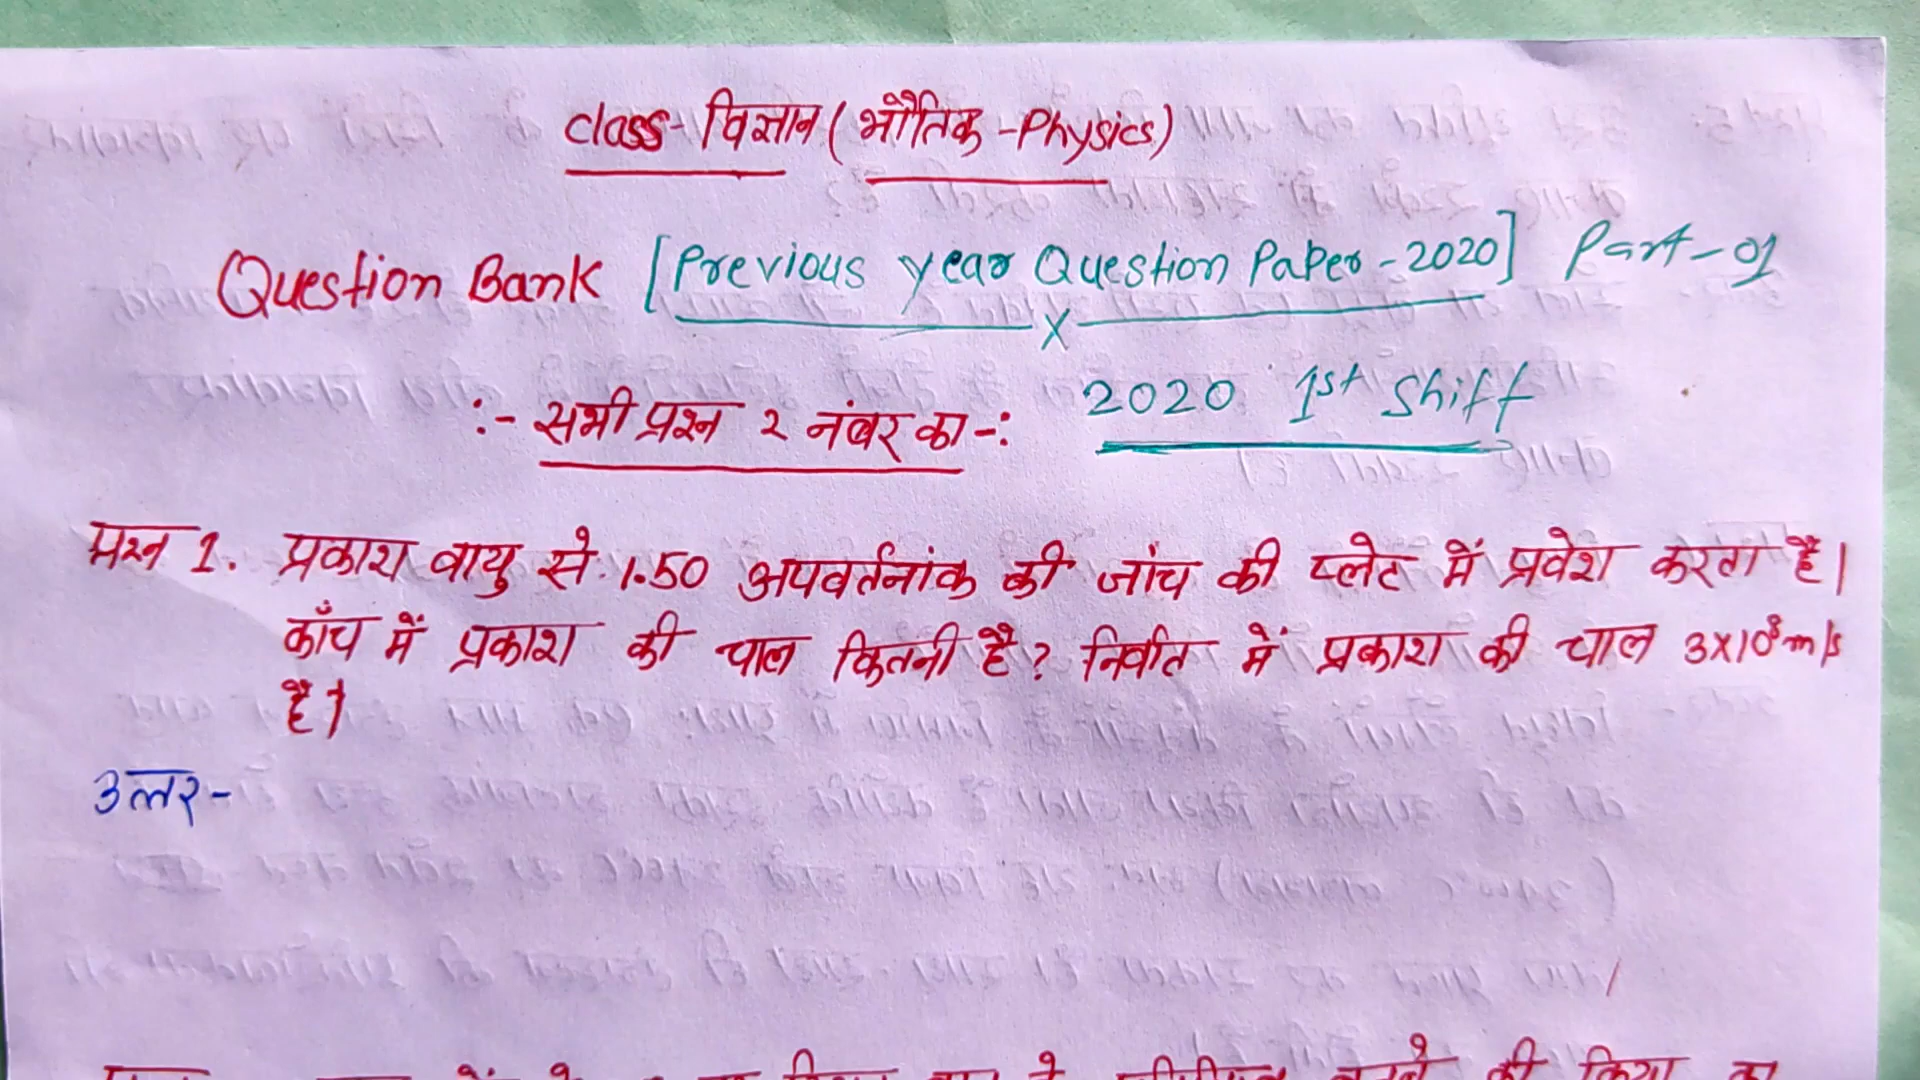 class-विज्ञान (भौतिक-Physics)
Question Bank [Previous year Question Paper-2020] Part-01
X
:- सभी प्रश्न २ नंबर का -: 2020 1st Shift
प्रश्न 1. प्रकाश वायु से 1.50 अपवर्तनांक की जांच की प्लेट में प्रवेश करता है।
काँच में प्रकाश की चाल कितनी है? निर्वात में प्रकाश की चाल 3×10⁸m/s
है।
उत्तर-